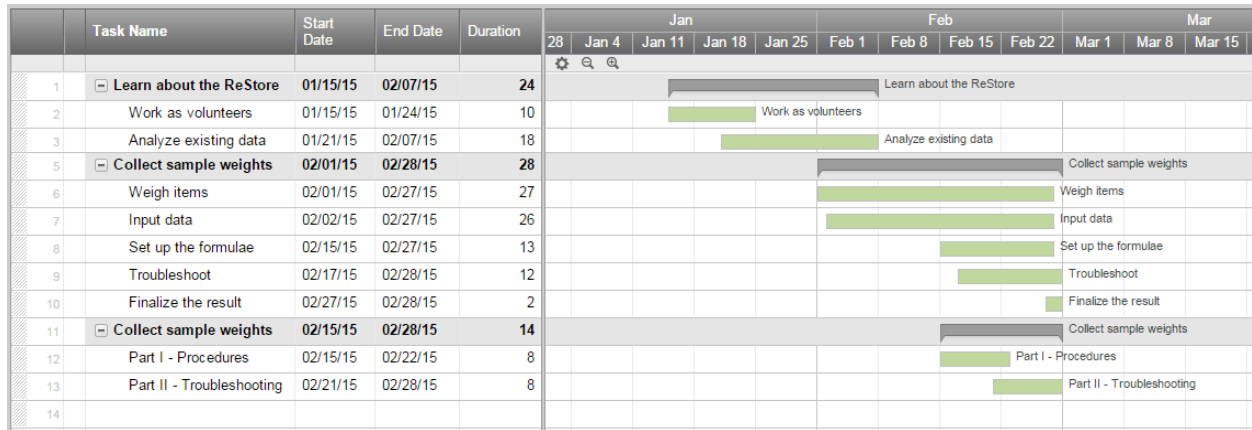 Task Name Start Date End Date Duration
Jan Feb Mar
28 Jan 4 Jan 11 Jan 18 Jan 25 Feb 1 Feb 8 Feb 15 Feb 22 Mar 1 Mar 8 Mar 15
1 Learn about the ReStore 01/15/15 02/07/15 24 Learn about the ReStore
2 Work as volunteers 01/15/15 01/24/15 10 Work as volunteers
3 Analyze existing data 01/21/15 02/07/15 18 Analyze existing data
5 Collect sample weights 02/01/15 02/28/15 28 Collect sample weights
6 Weigh items 02/01/15 02/27/15 27 Weigh items
7 Input data 02/02/15 02/27/15 26 Input data
8 Set up the formulae 02/15/15 02/27/15 13 Set up the formulae
9 Troubleshoot 02/17/15 02/28/15 12 Troubleshoot
10 Finalize the result 02/27/15 02/28/15 2 Finalize the result
11 Collect sample weights 02/15/15 02/28/15 14 Collect sample weights
12 Part I - Procedures 02/15/15 02/22/15 8 Part I - Procedures
13 Part II - Troubleshooting 02/21/15 02/28/15 8 Part II - Troubleshooting
14